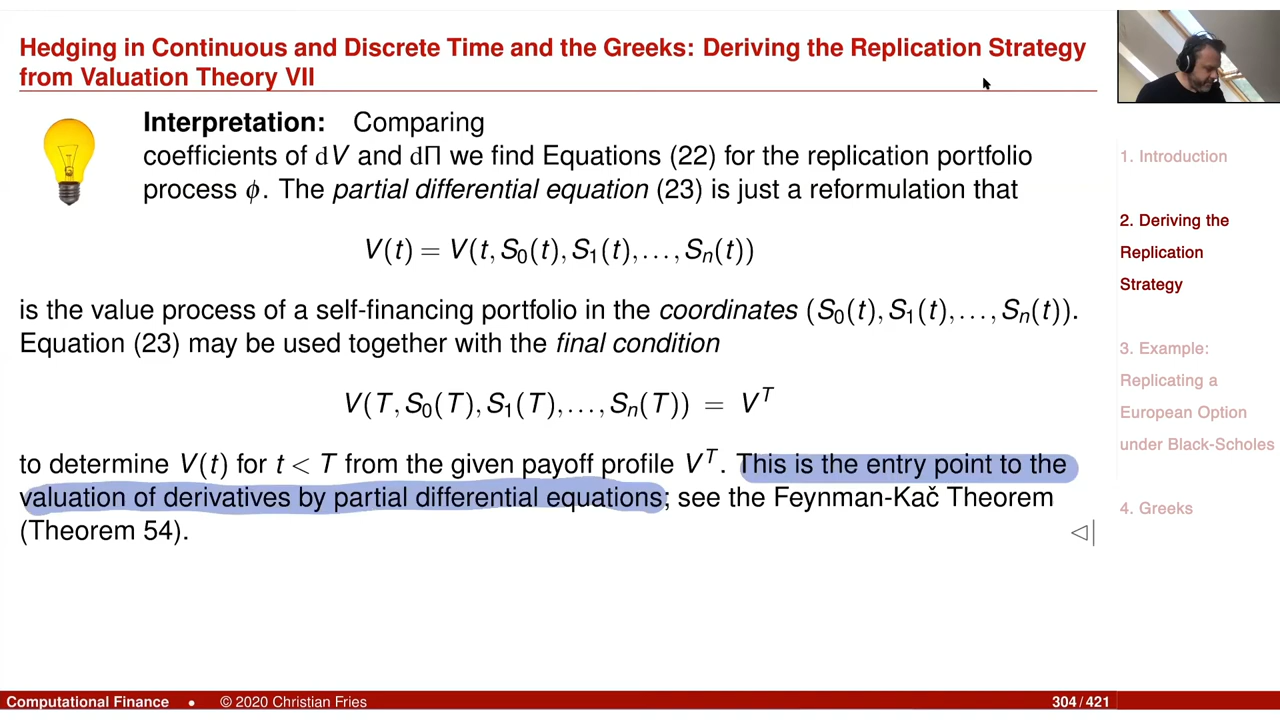 Hedging in Continuous and Discrete Time and the Greeks: Deriving the Replication Strategy
from Valuation Theory VII
Interpretation: Comparing
coefficients of dV and dΠ we find Equations (22) for the replication portfolio
process ϕ. The partial differential equation (23) is just a reformulation that
V(t) = V(t, S₀(t), S₁(t), …, Sₙ(t))
is the value process of a self-financing portfolio in the coordinates (S₀(t), S₁(t), …, Sₙ(t)).
Equation (23) may be used together with the final condition
V(T, S₀(T), S₁(T), …, Sₙ(T)) = Vᵀ
to determine V(t) for t < T from the given payoff profile Vᵀ. This is the entry point to the
valuation of derivatives by partial differential equations; see the Feynman-Kač Theorem
(Theorem 54).
◁|
1. Introduction
2. Deriving the
Replication
Strategy
3. Example:
Replicating a
European Option
under Black-Scholes
4. Greeks
Computational Finance • © 2020 Christian Fries 304/421